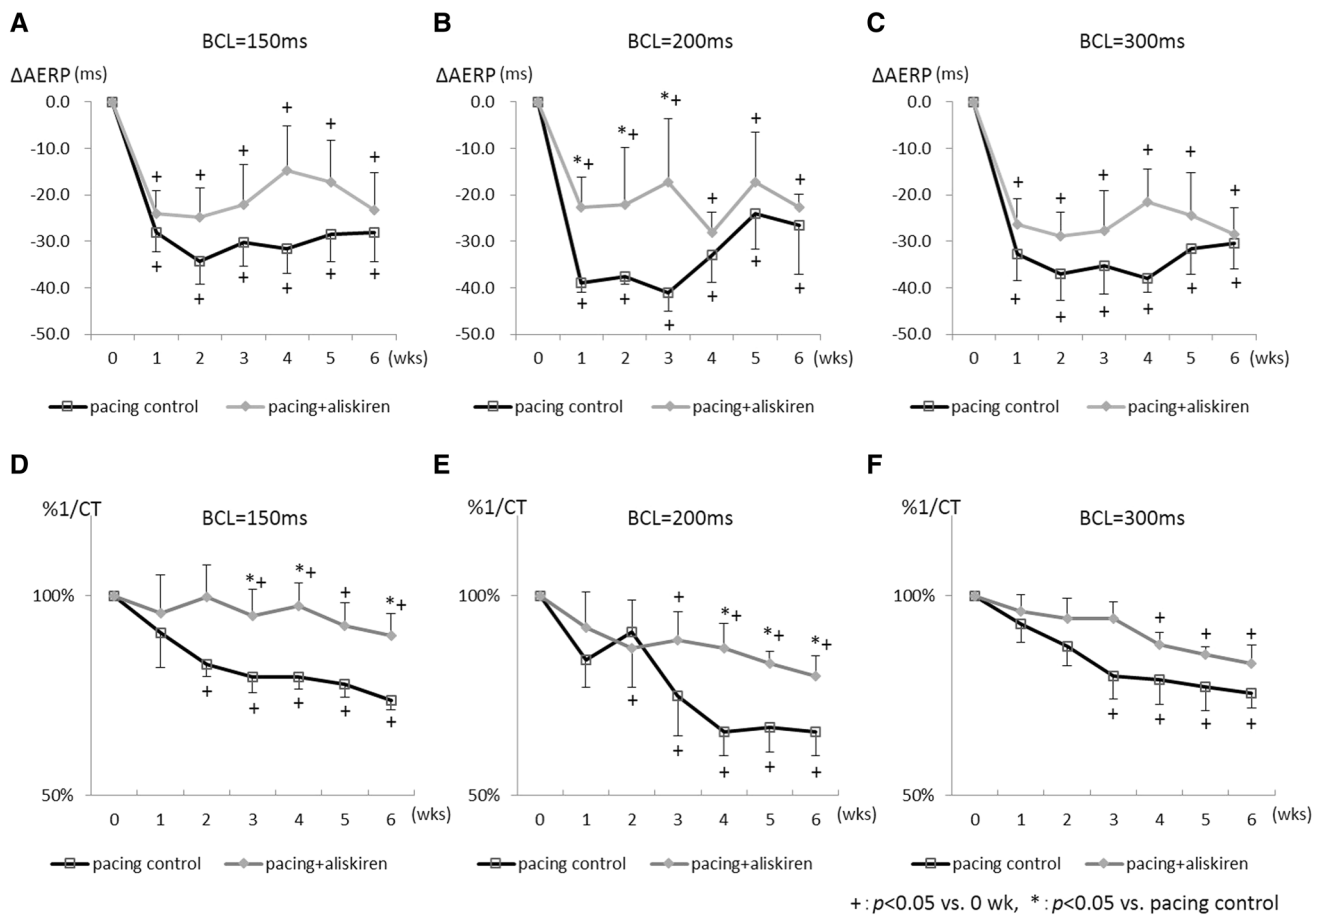 A
BCL=150ms
ΔAERP (ms)
0.0
-10.0
-20.0
-30.0
-40.0
-50.0
+ + + + + +
+ + + + + +
0 1 2 3 4 5 6 (wks)
pacing control pacing+aliskiren
B
BCL=200ms
ΔAERP (ms)
0.0
-10.0
-20.0
-30.0
-40.0
-50.0
*+ *+ *+ + + +
+ + + + + +
0 1 2 3 4 5 6 (wks)
pacing control pacing+aliskiren
C
BCL=300ms
ΔAERP (ms)
0.0
-10.0
-20.0
-30.0
-40.0
-50.0
+ + + + + +
+ + + + + +
0 1 2 3 4 5 6 (wks)
pacing control pacing+aliskiren
D
%1/CT
BCL=150ms
100%
50%
*+ *+ + *+
+ + + + +
0 1 2 3 4 5 6 (wks)
pacing control pacing+aliskiren
E
%1/CT
BCL=200ms
100%
50%
+ *+ *+ *+
+ + + + +
0 1 2 3 4 5 6 (wks)
pacing control pacing+aliskiren
F
%1/CT
BCL=300ms
100%
50%
+ + +
+ + + +
0 1 2 3 4 5 6 (wks)
pacing control pacing+aliskiren
+ : p<0.05 vs. 0 wk, * : p<0.05 vs. pacing control